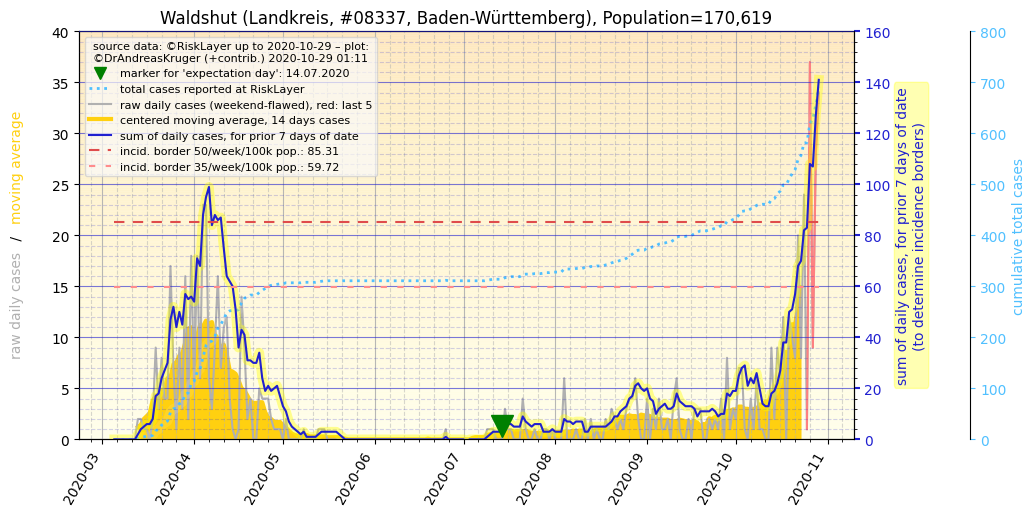 Waldshut (Landkreis, #08337, Baden-Württemberg), Population=170,619
source data: ©RiskLayer up to 2020-10-29 – plot:
©DrAndreasKruger (+contrib.) 2020-10-29 01:11
marker for 'expectation day': 14.07.2020
total cases reported at RiskLayer
raw daily cases (weekend-flawed), red: last 5
centered moving average, 14 days cases
sum of daily cases, for prior 7 days of date
incid. border 50/week/100k pop.: 85.31
incid. border 35/week/100k pop.: 59.72
raw daily cases / moving average
40
35
30
25
20
15
10
5
0
160
140
120
100
80
60
40
20
0
sum of daily cases, for prior 7 days of date
(to determine incidence borders)
800
700
600
500
400
300
200
100
0
cumulative total cases
2020-03
2020-04
2020-05
2020-06
2020-07
2020-08
2020-09
2020-10
2020-11